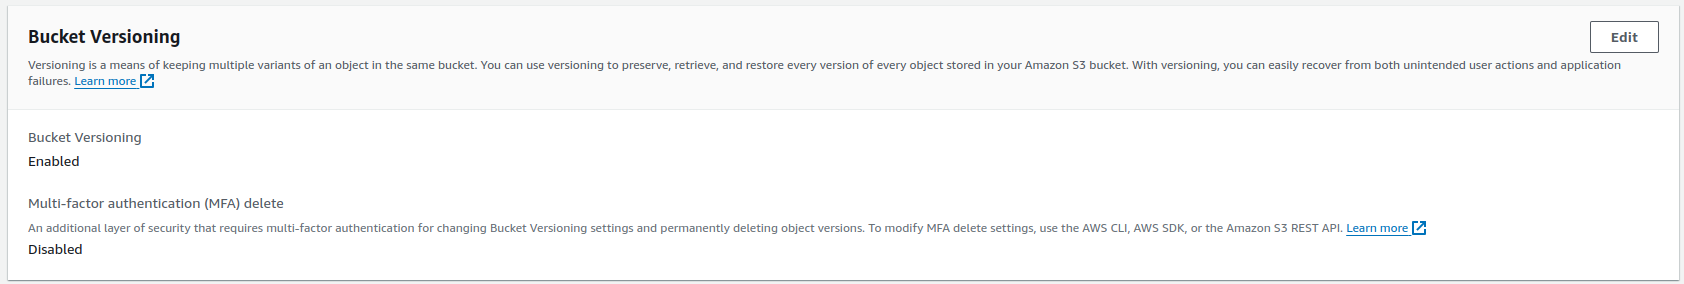 Bucket Versioning
Edit
Versioning is a means of keeping multiple variants of an object in the same bucket. You can use versioning to preserve, retrieve, and restore every version of every object stored in your Amazon S3 bucket. With versioning, you can easily recover from both unintended user actions and application
failures. Learn more
Bucket Versioning
Enabled
Multi-factor authentication (MFA) delete
An additional layer of security that requires multi-factor authentication for changing Bucket Versioning settings and permanently deleting object versions. To modify MFA delete settings, use the AWS CLI, AWS SDK, or the Amazon S3 REST API. Learn more
Disabled